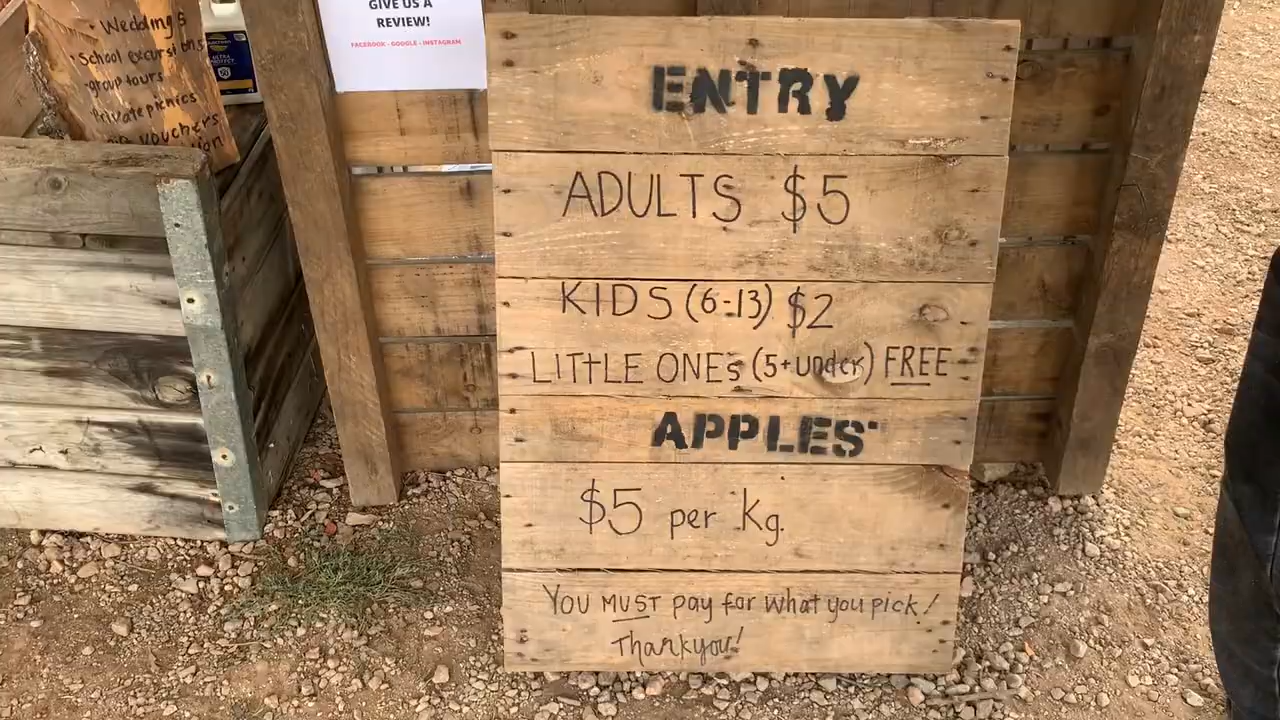 • Weddings
• School excursions
• group tours
• Private picnics
vouchers
GIVE US A
REVIEW!
FACEBOOK - GOOGLE - INSTAGRAM
ENTRY
ADULTS $5
KIDS (6-13) $2
LITTLE ONEs (5+under) FREE
APPLES
$5 per Kg.
You MUST pay for what you pick!
Thankyou!